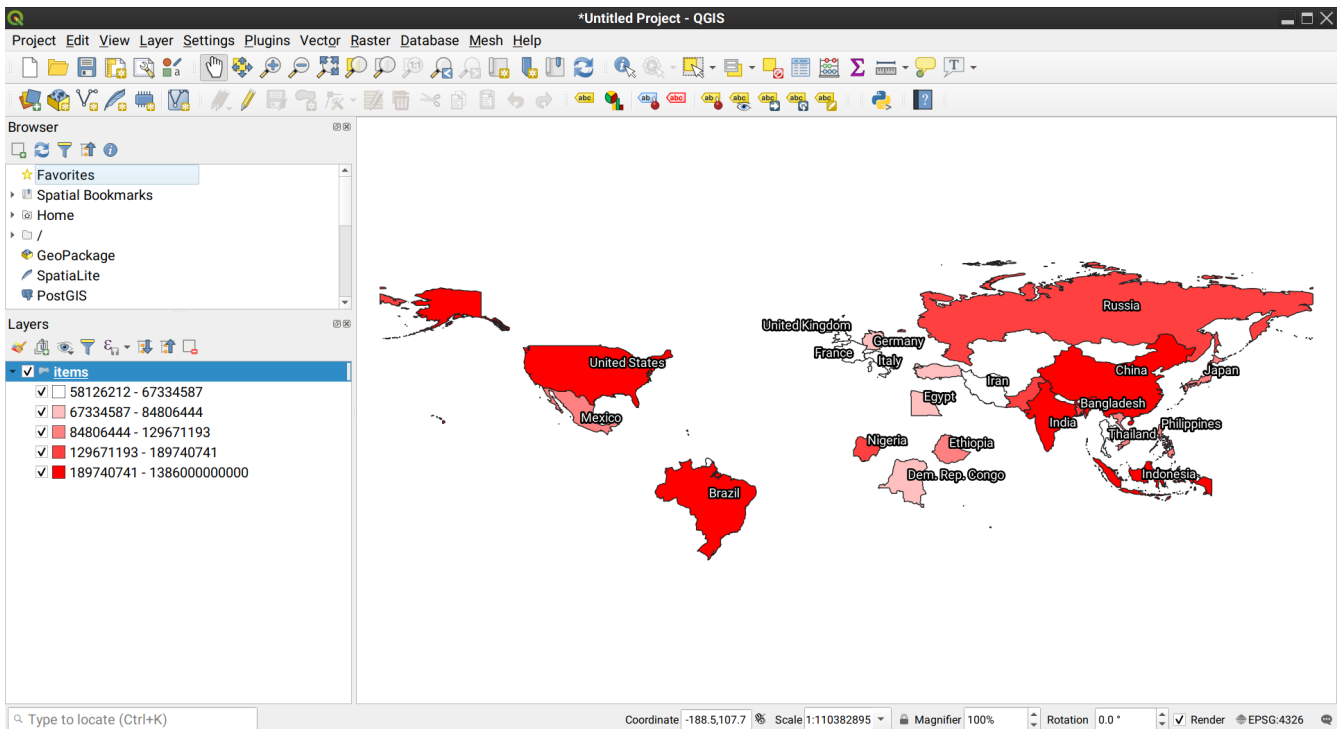 *Untitled Project - QGIS
Project Edit View Layer Settings Plugins Vector Raster Database Mesh Help
Browser
Favorites
Spatial Bookmarks
Home
/
GeoPackage
SpatiaLite
PostGIS
Layers
items
58126212 - 67334587
67334587 - 84806444
84806444 - 129671193
129671193 - 189740741
189740741 - 1386000000000
Russia
United Kingdom
Germany
France
Italy
United States
China
Japan
Iran
Egypt
Bangladesh
Mexico
India
Philippines
Thailand
Nigeria
Ethiopia
Dem. Rep. Congo
Indonesia
Brazil
Type to locate (Ctrl+K)
Coordinate -188.5,107.7 Scale 1:110382895 Magnifier 100% Rotation 0.0 ° Render EPSG:4326